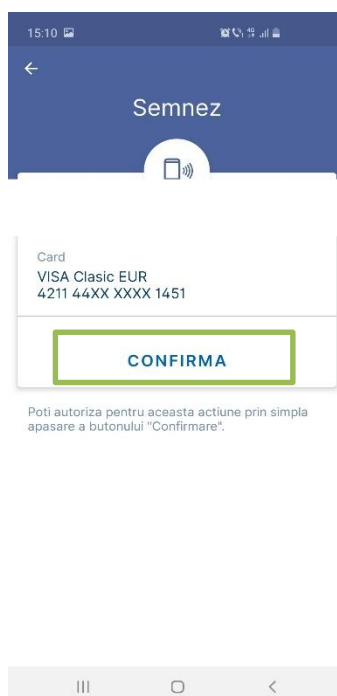 15:10
Semnez
Card
VISA Clasic EUR
4211 44XX XXXX 1451
CONFIRMA
Poti autoriza pentru aceasta actiune prin simpla
apasare a butonului "Confirmare".